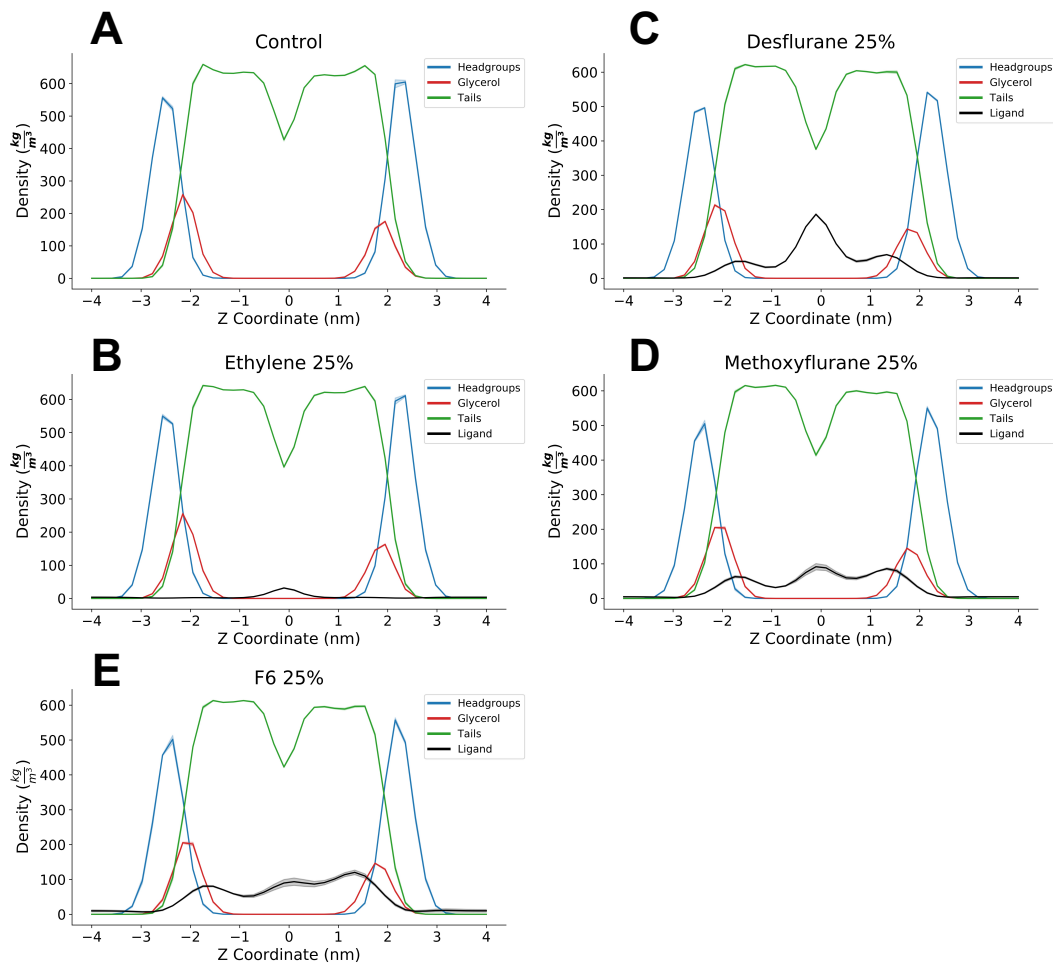 A
Control
Density (kg/m³)
600
500
400
300
200
100
0
−4 −3 −2 −1 0 1 2 3 4
Z Coordinate (nm)
Headgroups
Glycerol
Tails
C
Desflurane 25%
Density (kg/m³)
600
500
400
300
200
100
0
−4 −3 −2 −1 0 1 2 3 4
Z Coordinate (nm)
Headgroups
Glycerol
Tails
Ligand
B
Ethylene 25%
Density (kg/m³)
600
500
400
300
200
100
0
−4 −3 −2 −1 0 1 2 3 4
Z Coordinate (nm)
Headgroups
Glycerol
Tails
Ligand
D
Methoxyflurane 25%
Density (kg/m³)
600
500
400
300
200
100
0
−4 −3 −2 −1 0 1 2 3 4
Z Coordinate (nm)
Headgroups
Glycerol
Tails
Ligand
E
F6 25%
Density (kg/m³)
600
500
400
300
200
100
0
−4 −3 −2 −1 0 1 2 3 4
Z Coordinate (nm)
Headgroups
Glycerol
Tails
Ligand